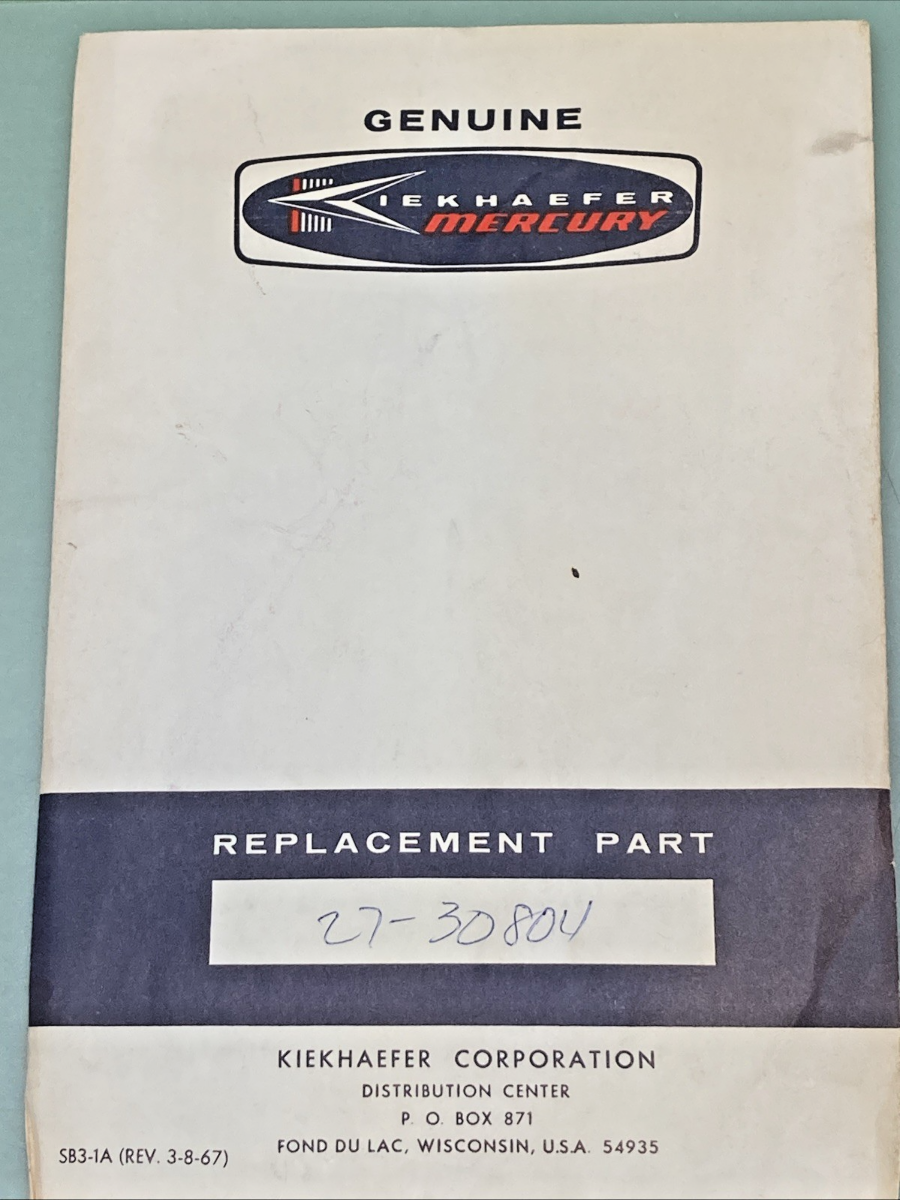 GENUINE
KIEKHAEFER
MERCURY
REPLACEMENT PART
27-30804
KIEKHAEFER CORPORATION
DISTRIBUTION CENTER
P. O. BOX 871
FOND DU LAC, WISCONSIN, U.S.A. 54935
SB3-1A (REV. 3-8-67)